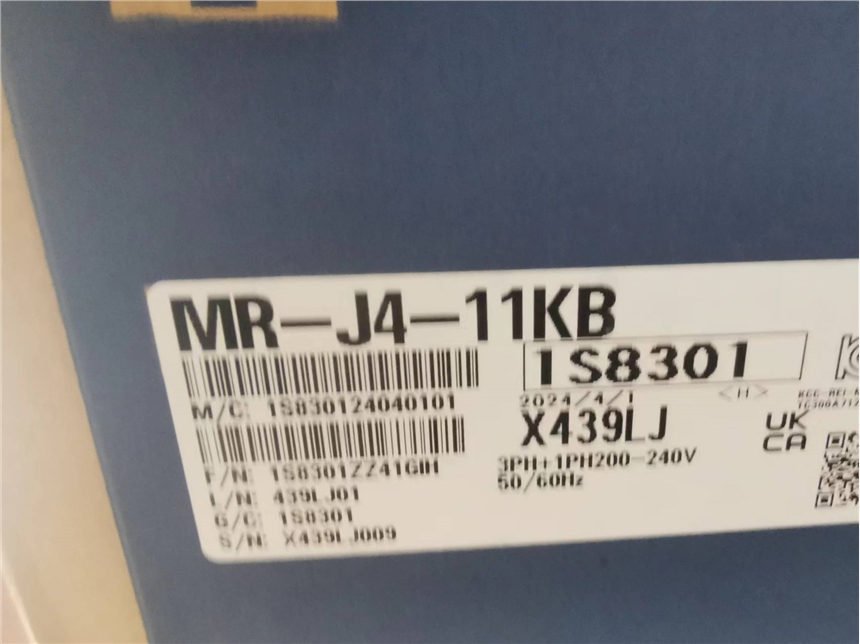 MR-J4-11KB
1S8301
M/C: 1S830124040101
2024/4/1 <H>
X439LJ
F/N: 1S8301ZZ41GIH
3PH+1PH200-240V
50/60Hz
L/N: 439LJ01
G/C: 1S8301
S/N: X439LJ009
UK
CA